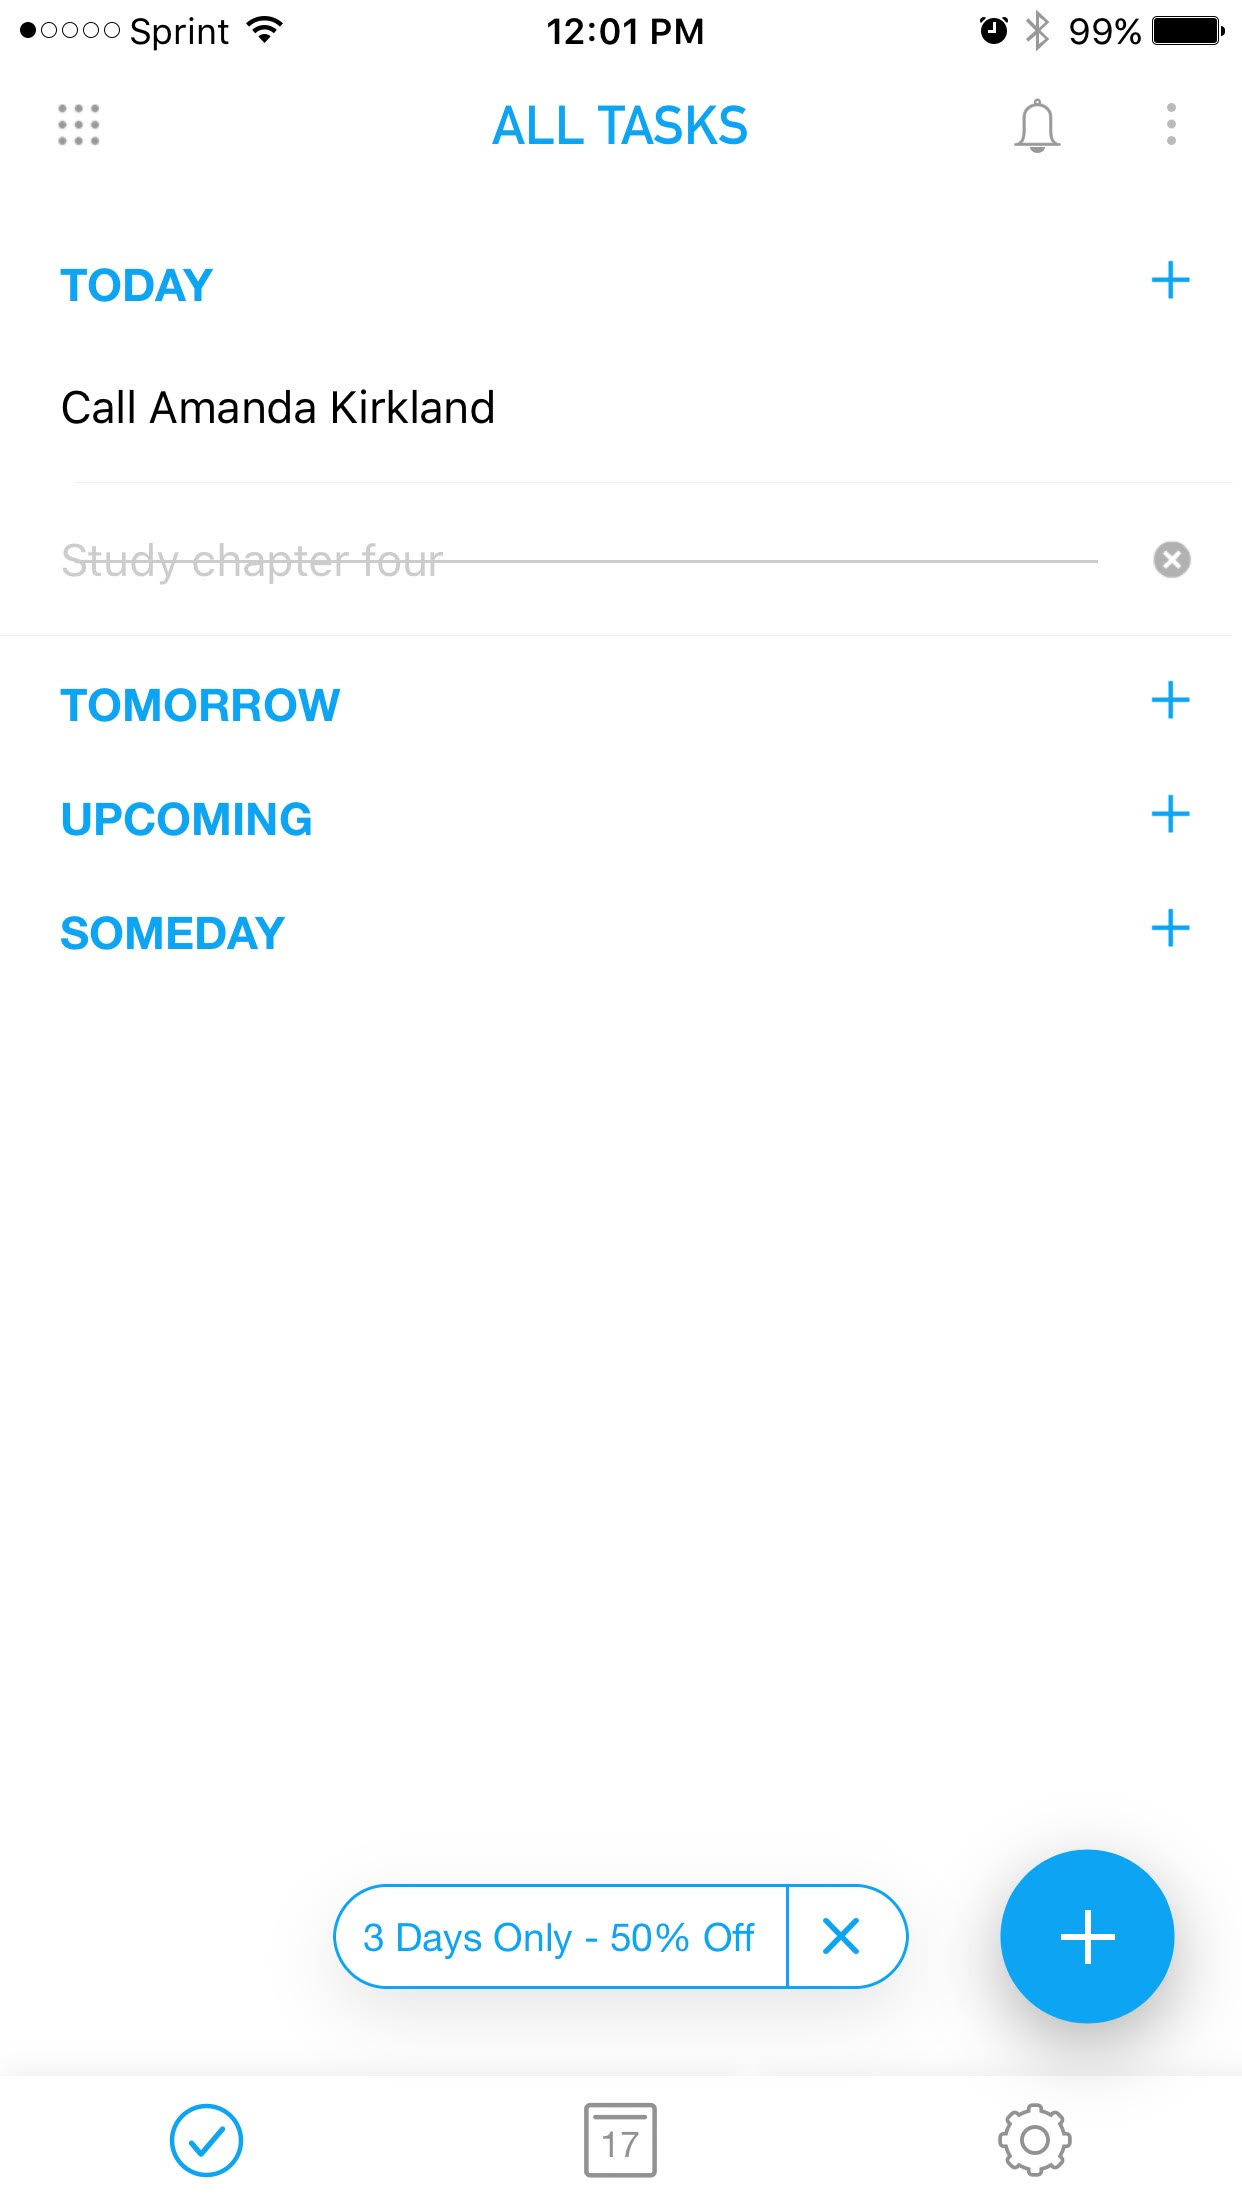 Sprint 12:01 PM 99%
ALL TASKS
TODAY
Call Amanda Kirkland
Study chapter four
TOMORROW
UPCOMING
SOMEDAY
3 Days Only - 50% Off
17